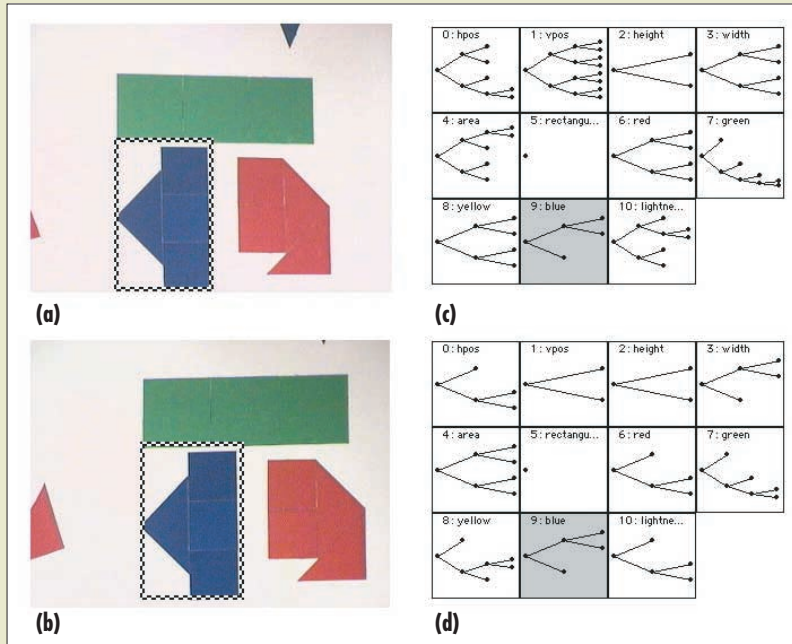 0: hpos
1: vpos
2: height
3: width
4: area
5: rectangu...
6: red
7: green
8: yellow
9: blue
10: lightne...
(a)
(c)
0: hpos
1: vpos
2: height
3: width
4: area
5: rectangu...
6: red
7: green
8: yellow
9: blue
10: lightne...
(b)
(d)